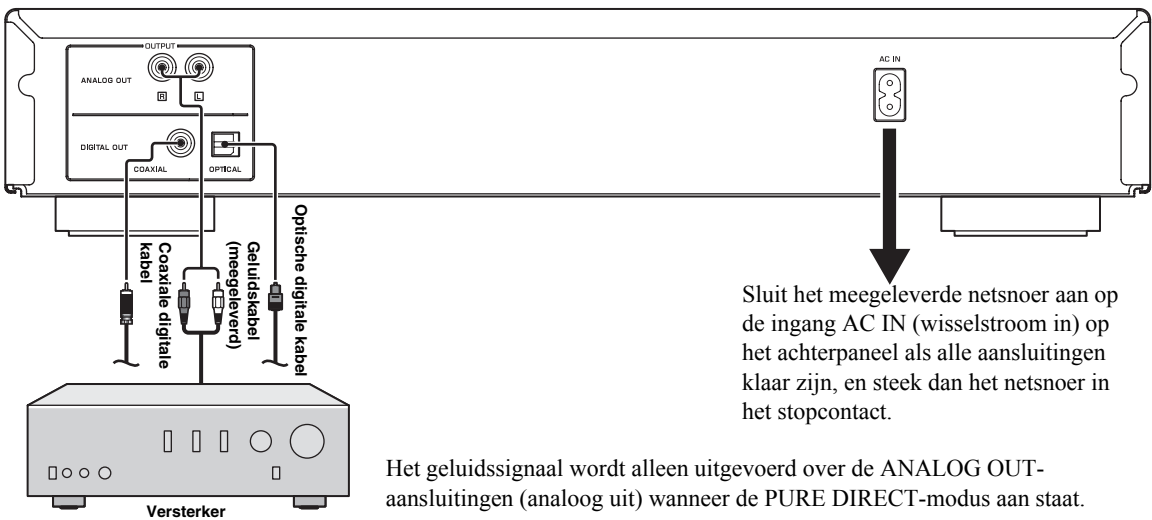 OUTPUT
ANALOG OUT
R
L
DIGITAL OUT
COAXIAL
OPTICAL
AC IN
Coaxiale digitale
kabel
Geluidskabel
(meegeleverd)
Optische digitale kabel
Sluit het meegeleverde netsnoer aan op
de ingang AC IN (wisselstroom in) op
het achterpaneel als alle aansluitingen
klaar zijn, en steek dan het netsnoer in
het stopcontact.
Het geluidssignaal wordt alleen uitgevoerd over de ANALOG OUT-
aansluitingen (analoog uit) wanneer de PURE DIRECT-modus aan staat.
Versterker